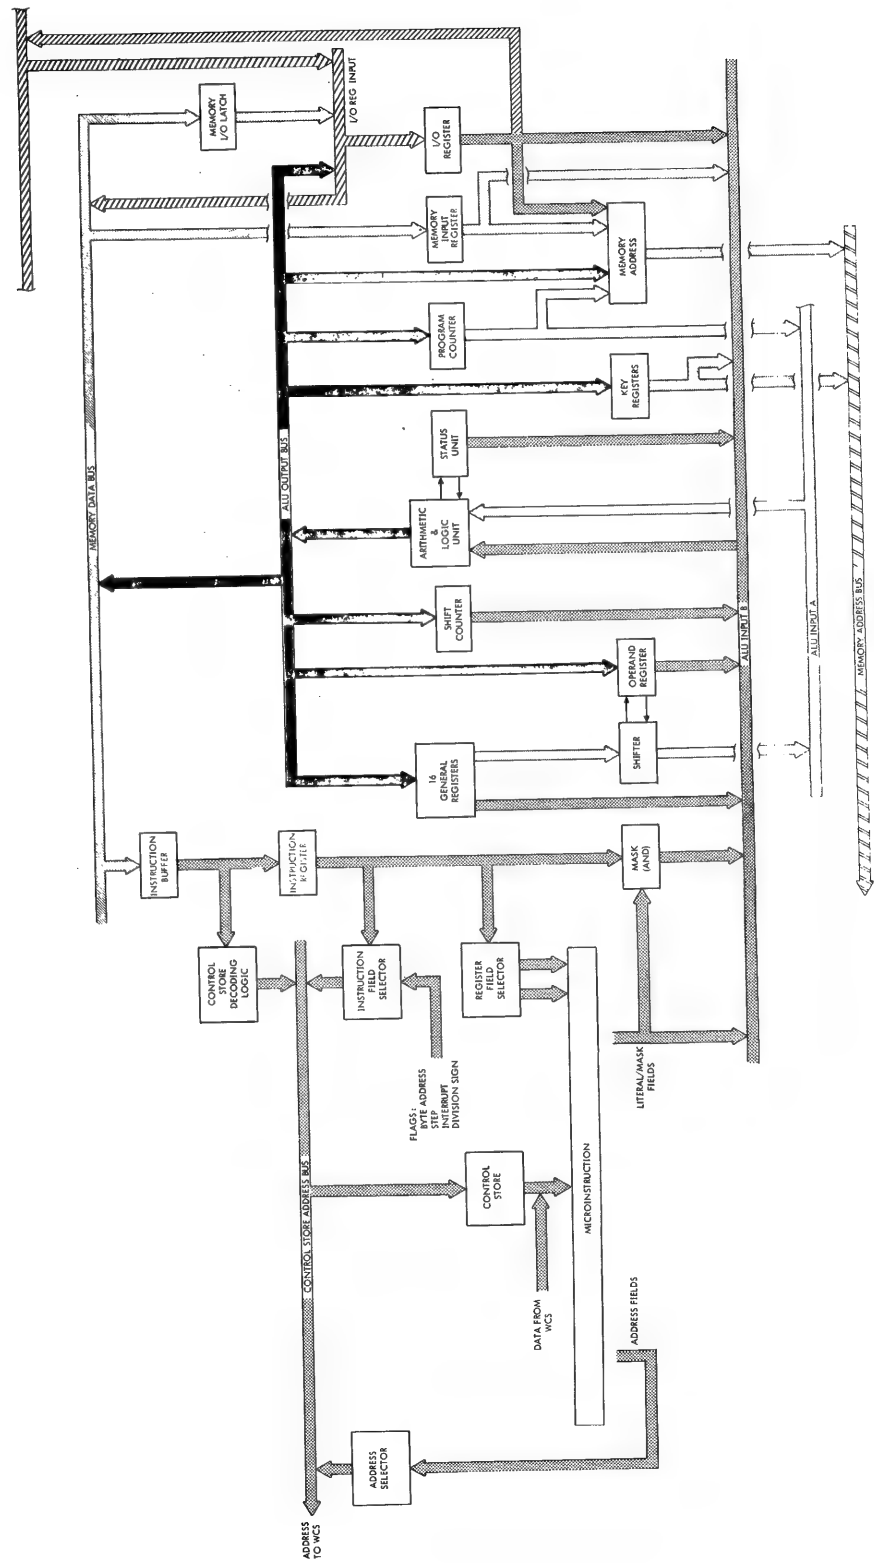 MEMORY
I/O LATCH
I/O REG INPUT
I/O
REGISTER
MEMORY
INPUT
REGISTER
MEMORY
ADDRESS
PROGRAM
COUNTER
KEY
REGISTERS
MEMORY DATA BUS
ALU OUTPUT BUS
STATUS
UNIT
ARITHMETIC
&
LOGIC
UNIT
SHIFT
COUNTER
OPERAND
REGISTER
SHIFTER
16
GENERAL
REGISTERS
ALU INPUT B
ALU INPUT A
MEMORY ADDRESS BUS
INSTRUCTION
BUFFER
INSTRUCTION
REGISTER
MASK
(AND)
CONTROL
STORE
DECODING
LOGIC
INSTRUCTION
FIELD
SELECTOR
REGISTER
FIELD
SELECTOR
FLAGS:
BYTE ADDRESS
STEP
INTERRUPT
DIVISION SIGN
LITERAL/MASK
FIELDS
CONTROL STORE ADDRESS BUS
CONTROL
STORE
MICROINSTRUCTION
DATA FROM
WCS
ADDRESS FIELDS
ADDRESS
SELECTOR
ADDRESS
TO WCS